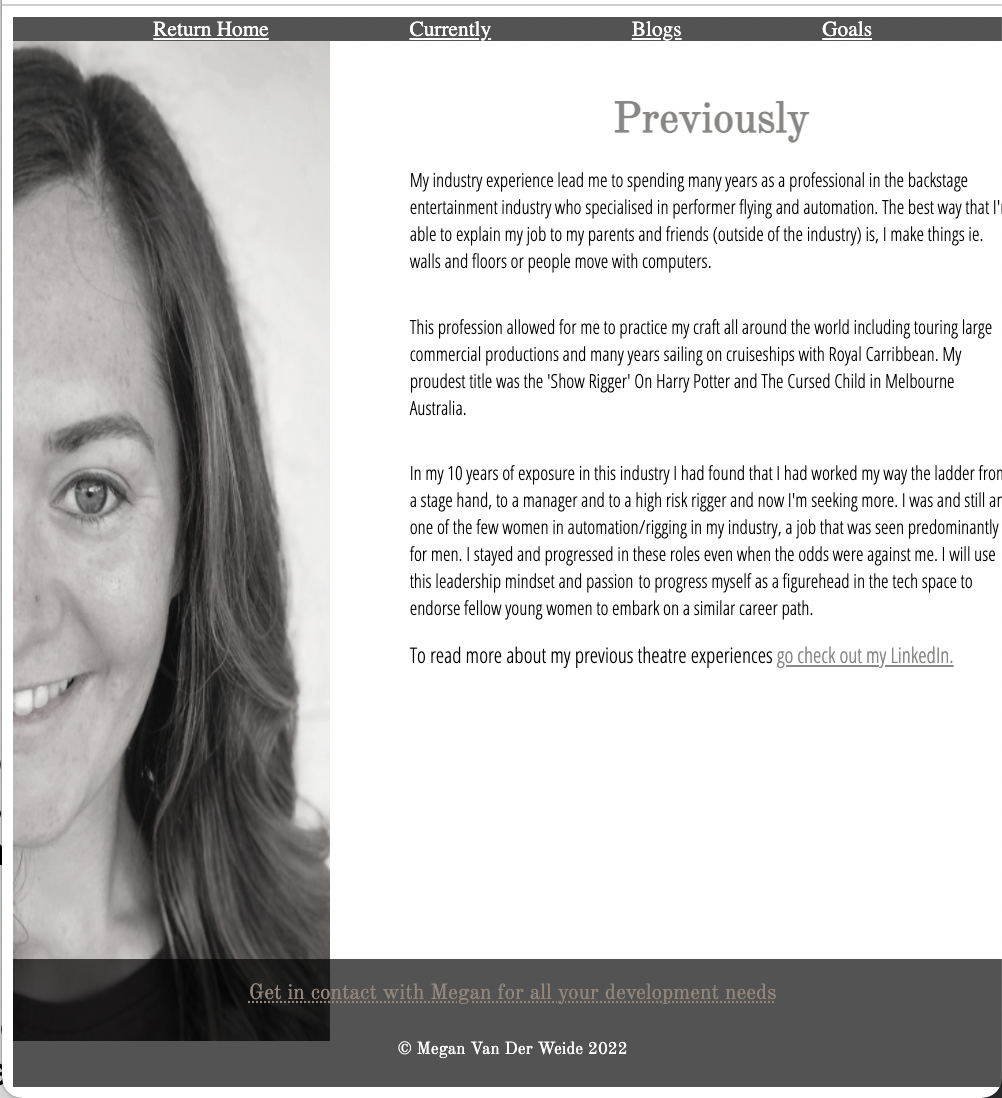 Return Home Currently Blogs Goals
Previously
My industry experience lead me to spending many years as a professional in the backstage
entertainment industry who specialised in performer flying and automation. The best way that
able to explain my job to my parents and friends (outside of the industry) is, I make things ie.
walls and floors or people move with computers.
This profession allowed for me to practice my craft all around the world including touring large
commercial productions and many years sailing on cruiseships with Royal Carribbean. My
proudest title was the 'Show Rigger' On Harry Potter and The Cursed Child in Melbourne
Australia.
In my 10 years of exposure in this industry I had found that I had worked my way the ladder
a stage hand, to a manager and to a high risk rigger and now I'm seeking more. I was and still
one of the few women in automation/rigging in my industry, a job that was seen predominantly
for men. I stayed and progressed in these roles even when the odds were against me. I will use
this leadership mindset and passion to progress myself as a figurehead in the tech space to
endorse fellow young women to embark on a similar career path.
To read more about my previous theatre experiences go check out my LinkedIn.
Get in contact with Megan for all your development needs
© Megan Van Der Weide 2022